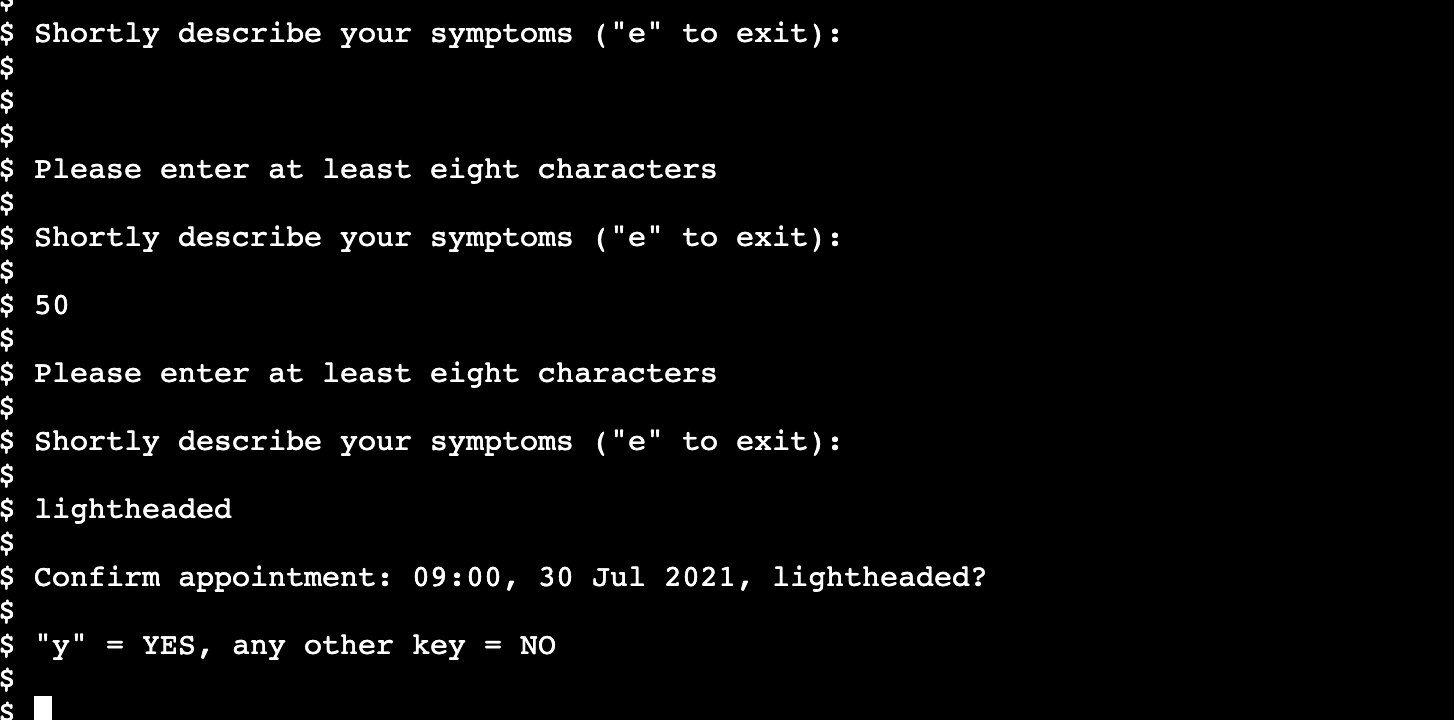 $
$ Shortly describe your symptoms ("e" to exit):
$
$
$
$ Please enter at least eight characters
$
$ Shortly describe your symptoms ("e" to exit):
$
$ 50
$
$ Please enter at least eight characters
$
$ Shortly describe your symptoms ("e" to exit):
$
$ lightheaded
$
$ Confirm appointment: 09:00, 30 Jul 2021, lightheaded?
$
$ "y" = YES, any other key = NO
$
$